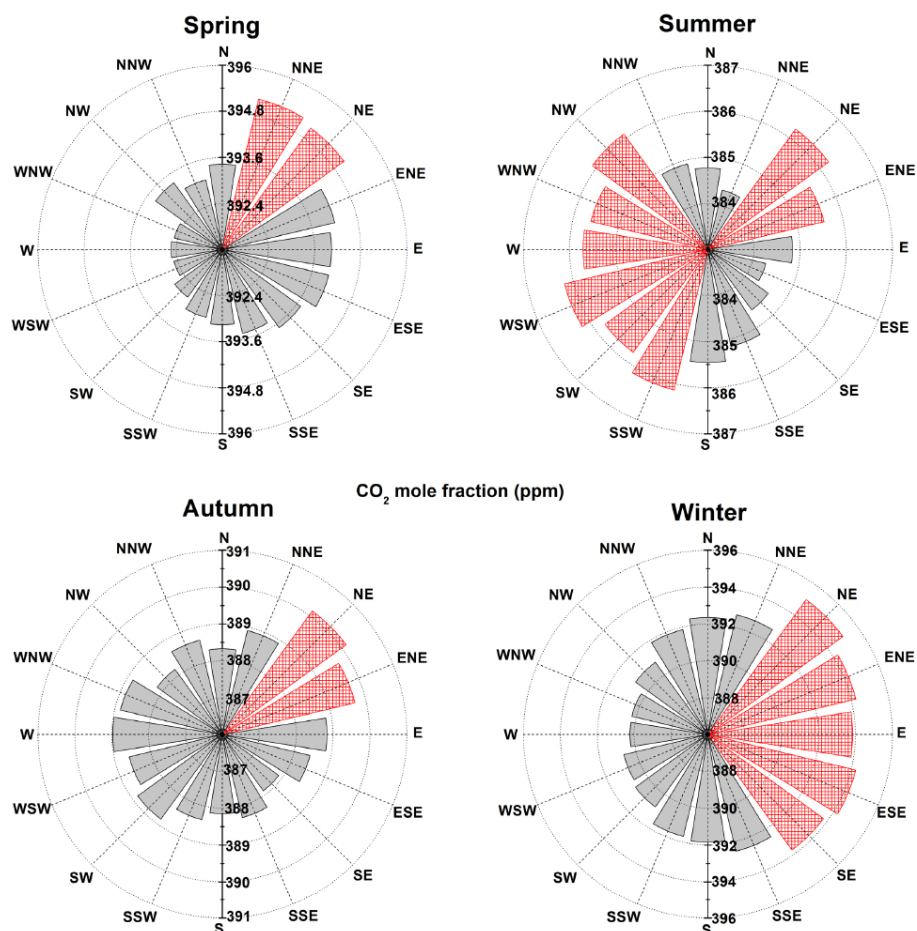 Spring
N
396
NNW
NNE
NW
394.8
NE
393.6
WNW
ENE
392.4
W
E
392.4
WSW
ESE
393.6
SW
394.8
SE
SSW
SSE
396
S
Summer
N
387
NNW
NNE
NW
386
NE
385
WNW
ENE
384
W
E
384
WSW
ESE
385
SW
386
SE
SSW
SSE
387
S
CO2 mole fraction (ppm)
Autumn
N
391
NNW
NNE
390
NW
NE
389
WNW
388
ENE
387
W
E
387
WSW
388
ESE
389
SW
390
SE
SSW
SSE
391
S
Winter
N
396
NNW
NNE
394
NW
NE
392
WNW
390
ENE
388
W
E
388
WSW
390
ESE
392
SW
394
SE
SSW
SSE
396
S